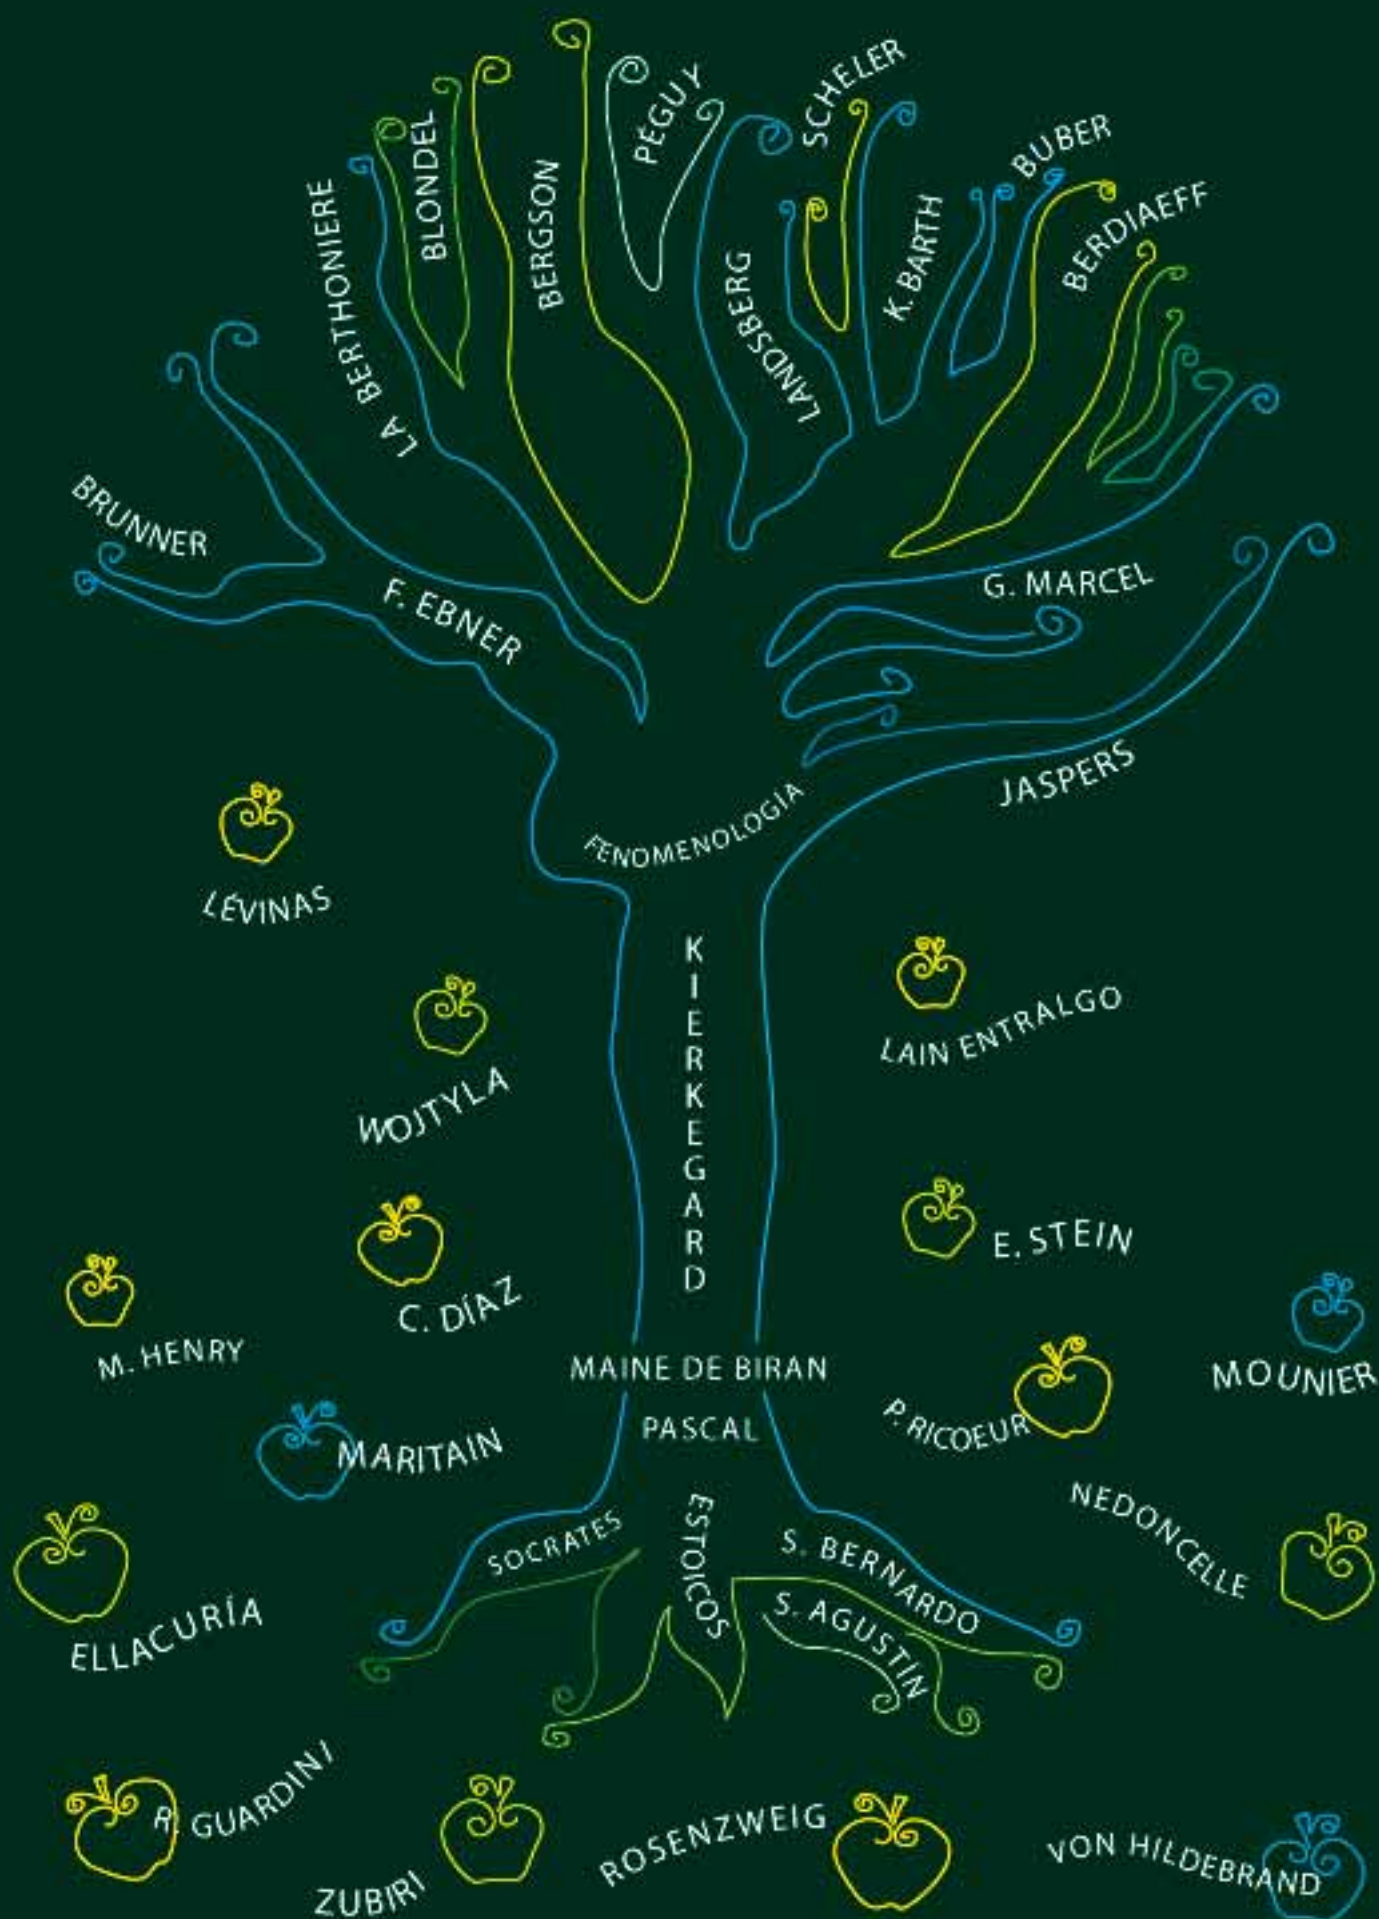 PÉGUY
SCHELER
BLONDEL
BUBER
BERGSON
BERDIAEFF
LA BERTHONIERE
K. BARTH
LANDSBERG
BRUNNER
F. EBNER
G. MARCEL
JASPERS
FENOMENOLOGÍA
LÉVINAS
KIERKEGARD
LAIN ENTRALGO
WOJTYLA
E. STEIN
C. DÍAZ
M. HENRY
MAINE DE BIRAN
MOUNIER
PASCAL
P. RICOEUR
MARITAIN
NEDONCELLE
SOCRATES
ESTOICOS
S. BERNARDO
S. AGUSTÍN
ELLACURÍA
R. GUARDINI
ZUBIRI
ROSENZWEIG
VON HILDEBRAND